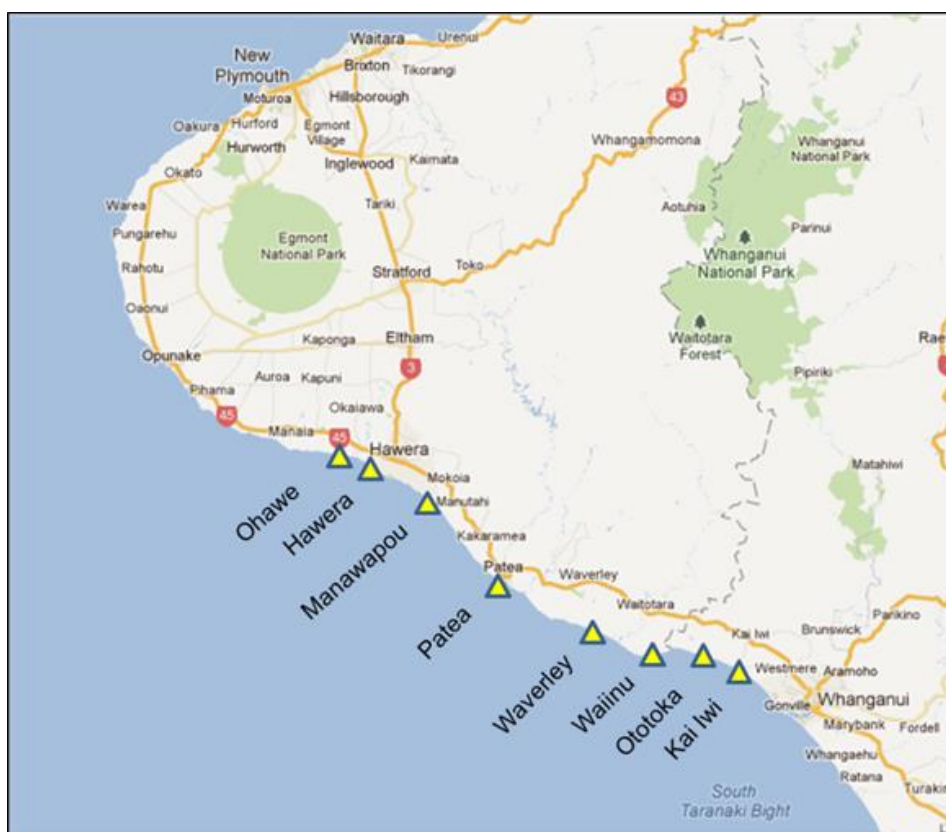 Waitara
Urenui
New
Plymouth
Brixton
Tikorangi
Moturoa
Hillsborough
43
Oakura
Hurford
Egmont
Village
Whangamomona
Whanganui
National Park
Hurworth
Inglewood
Kaimata
Okato
Warea
Tariki
Aotuhia
Pungarehu
Egmont
National Park
Parinui
Whanganui
National Park
Rahotu
Stratford
Toko
Oaonui
Kaponga
Eltham
Waitotara
Forest
Rae
Opunake
3
Auroa
Kapuni
Pipiriki
Pihama
Okaiawa
45
Manaia
45
Hawera
Matahiwi
Mokoia
Ohawe
Hawera
Manutahi
Manawapou
Kakaramea
Patea
Waverley
Patea
Waitotara
Parikino
Kai Iwi
Brunswick
Waverley
Waiinu
Ototoka
Kai Iwi
Westmere
Aramoho
Gonville
Whanganui
Marybank
Fordell
Whangaehu
Ratana
South
Taranaki Bight
Turakin